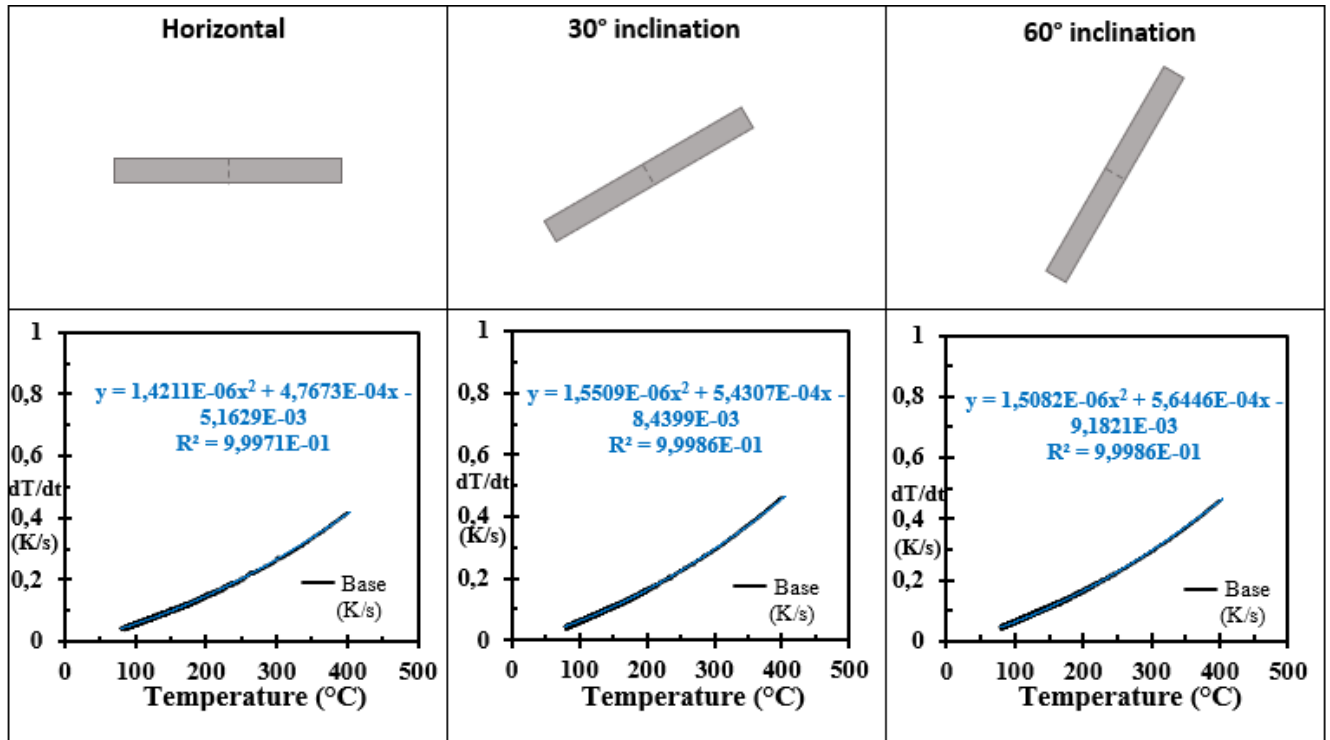 Horizontal
30° inclination
60° inclination
1
0,8
0,6
dT/dt
0,4
(K/s)
0,2
0
y = 1,4211E-06x² + 4,7673E-04x -
5,1629E-03
R² = 9,9971E-01
Base
(K/s)
0 100 200 300 400 500
Temperature (°C)
1
0,8
0,6
dT/dt
0,4
(K/s)
0,2
0
y = 1,5509E-06x² + 5,4307E-04x -
8,4399E-03
R² = 9,9986E-01
Base
(K/s)
0 100 200 300 400 500
Temperature (°C)
1
0,8
0,6
dT/dt
0,4
(K/s)
0,2
0
y = 1,5082E-06x² + 5,6446E-04x -
9,1821E-03
R² = 9,9986E-01
Base
(K/s)
0 100 200 300 400 500
Temperature (°C)